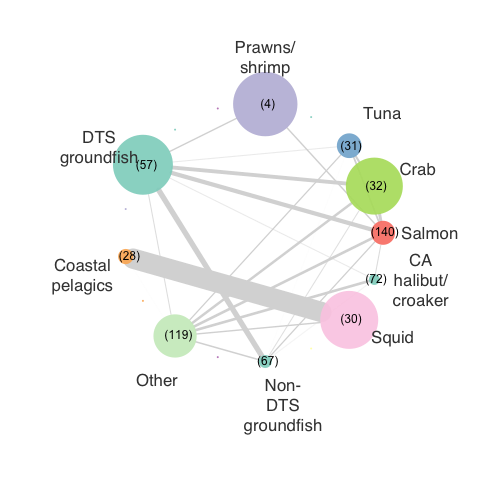 Prawns/
shrimp
(4)
Tuna
(31)
DTS
groundfish
(57)
Crab
(32)
Salmon
(140)
CA
halibut/
croaker
(72)
Coastal
pelagics
(28)
Squid
(30)
Other
(119)
Non-
DTS
groundfish
(67)